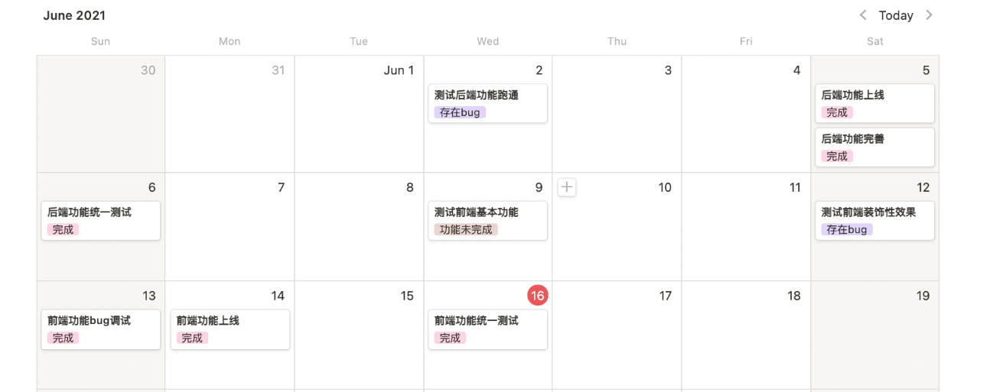 June 2021
Today
Sun Mon Tue Wed Thu Fri Sat
30 31 Jun 1 2 3 4 5
测试后端功能跑通
存在bug
后端功能上线
完成
后端功能完善
完成
6 7 8 9 10 11 12
后端功能统一测试
完成
测试前端基本功能
功能未完成
测试前端装饰性效果
存在bug
13 14 15 16 17 18 19
前端功能bug调试
完成
前端功能上线
完成
前端功能统一测试
完成